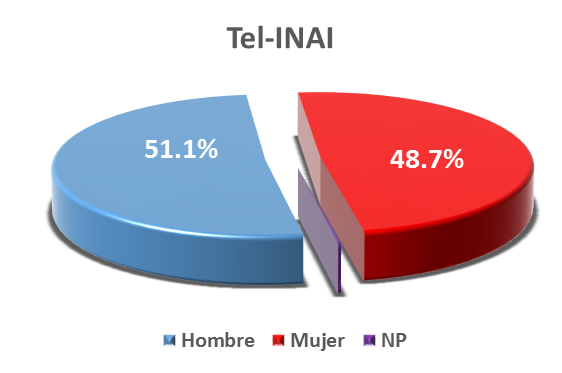 Tel-INAI
51.1%
48.7%
Hombre Mujer NP